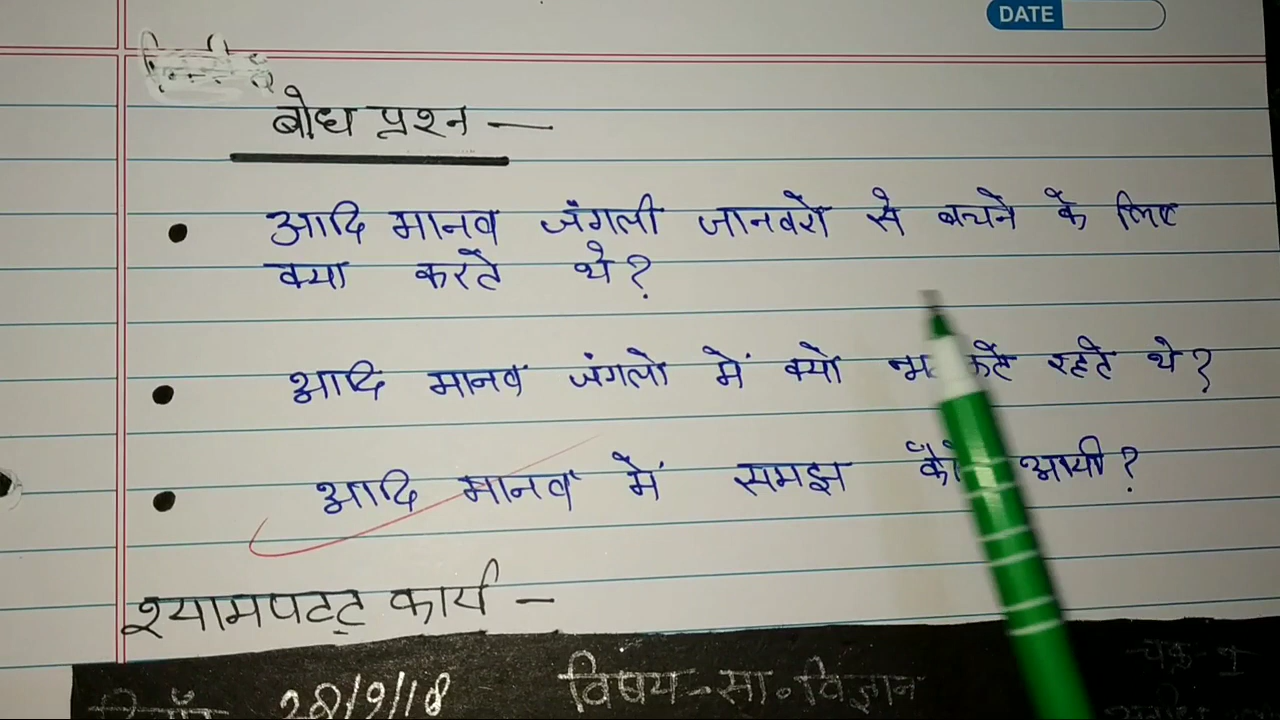 DATE
बोध प्रश्न —
आदि मानव जंगली जानवरो से बचने के लिए
क्या करते थे?
आदि मानव जंगलो में क्यो रहते थे?
आदि मानव में समझ आयी?
श्यामपट्ट कार्य —
28/9/18 विषय-सा.विज्ञान